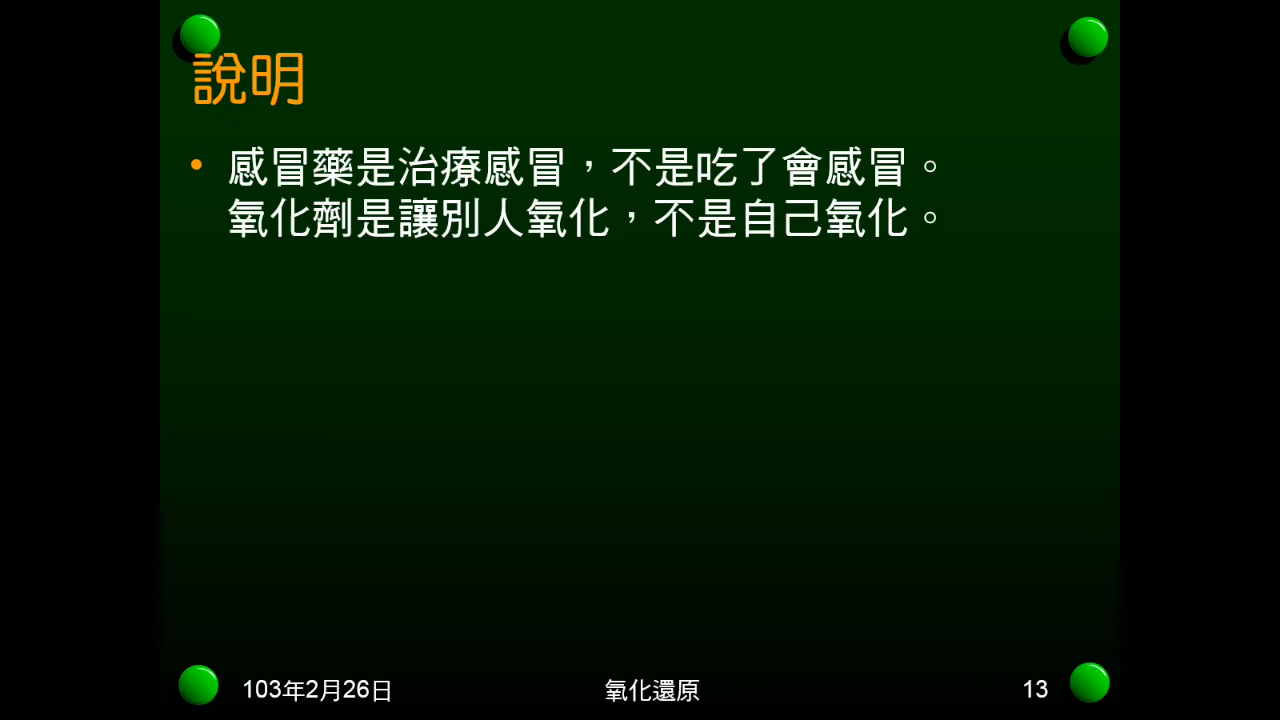 說明
• 感冒藥是治療感冒，不是吃了會感冒。
氧化劑是讓別人氧化，不是自己氧化。
103年2月26日 氧化還原 13